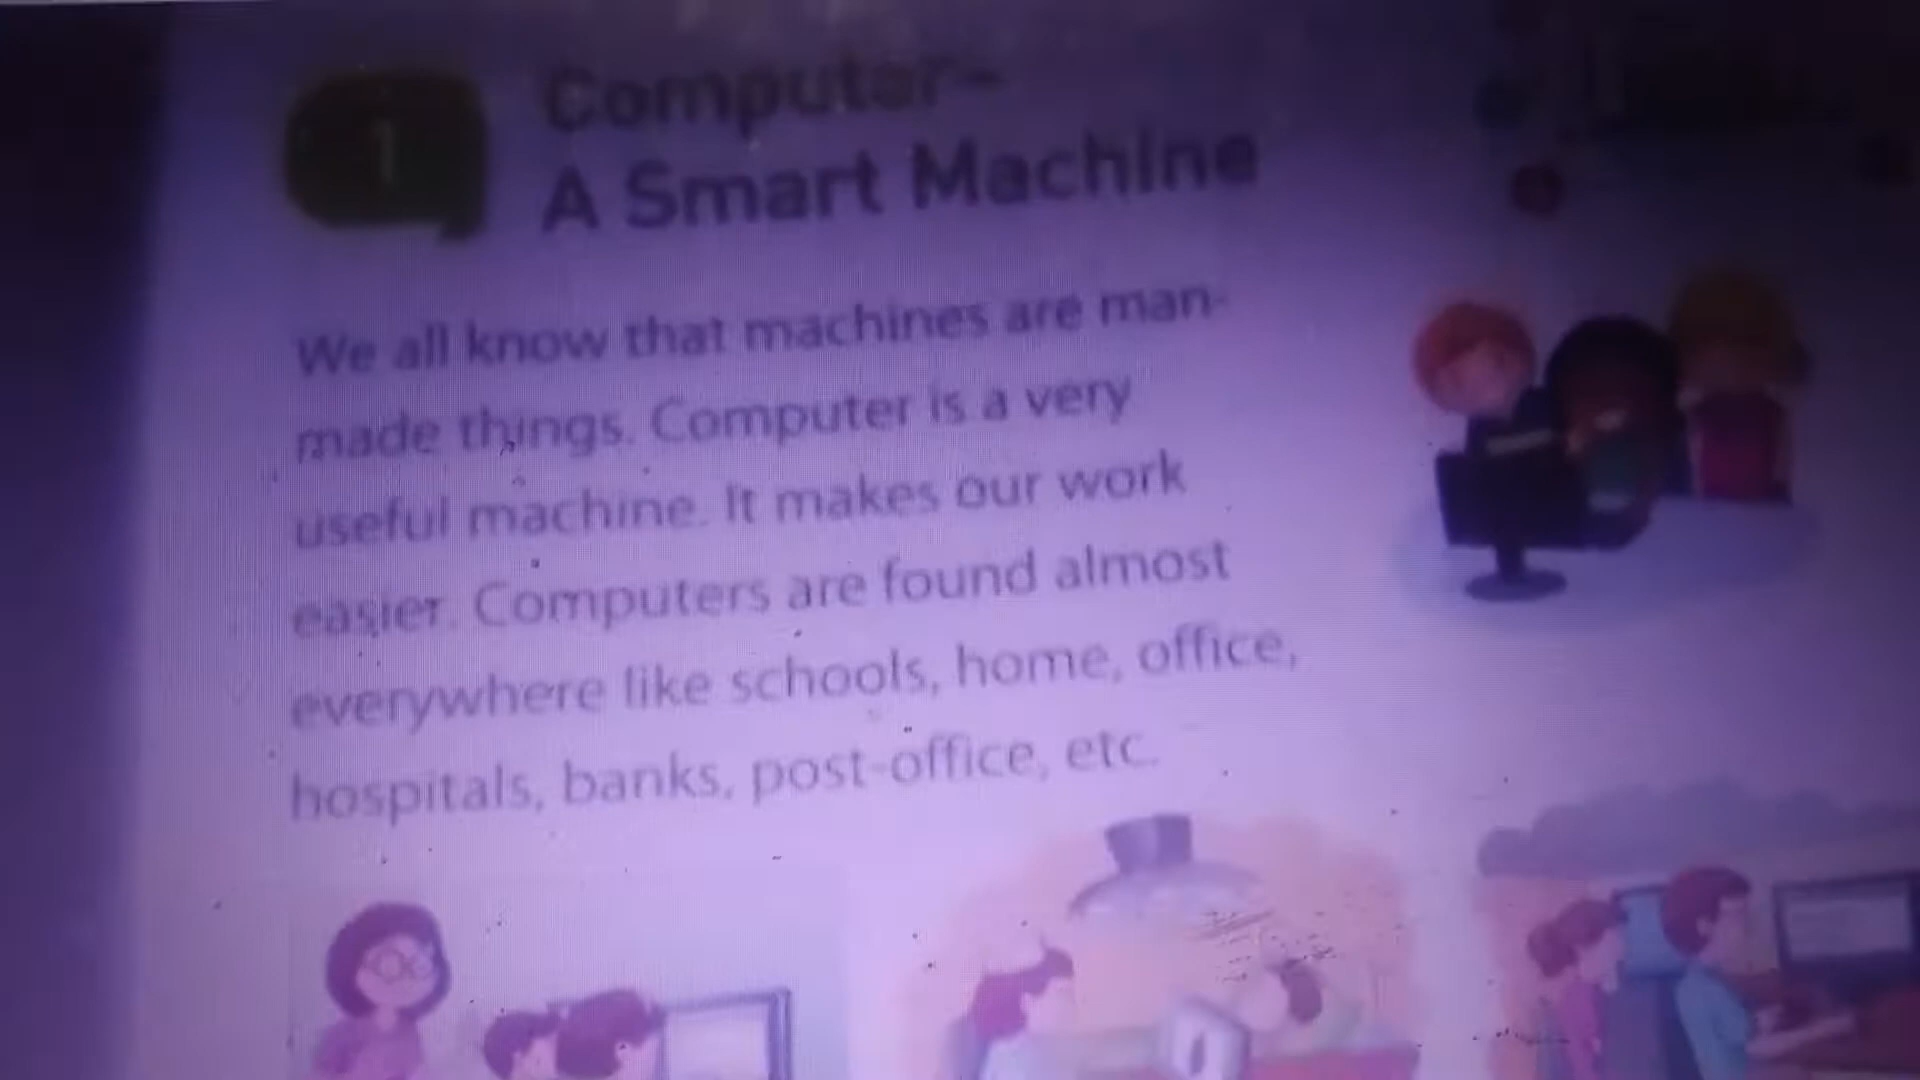 1
Computer-
A Smart Machine
We all know that machines are man-
made things. Computer is a very
useful machine. It makes our work
easier. Computers are found almost
everywhere like schools, home, office,
hospitals, banks, post-office, etc.